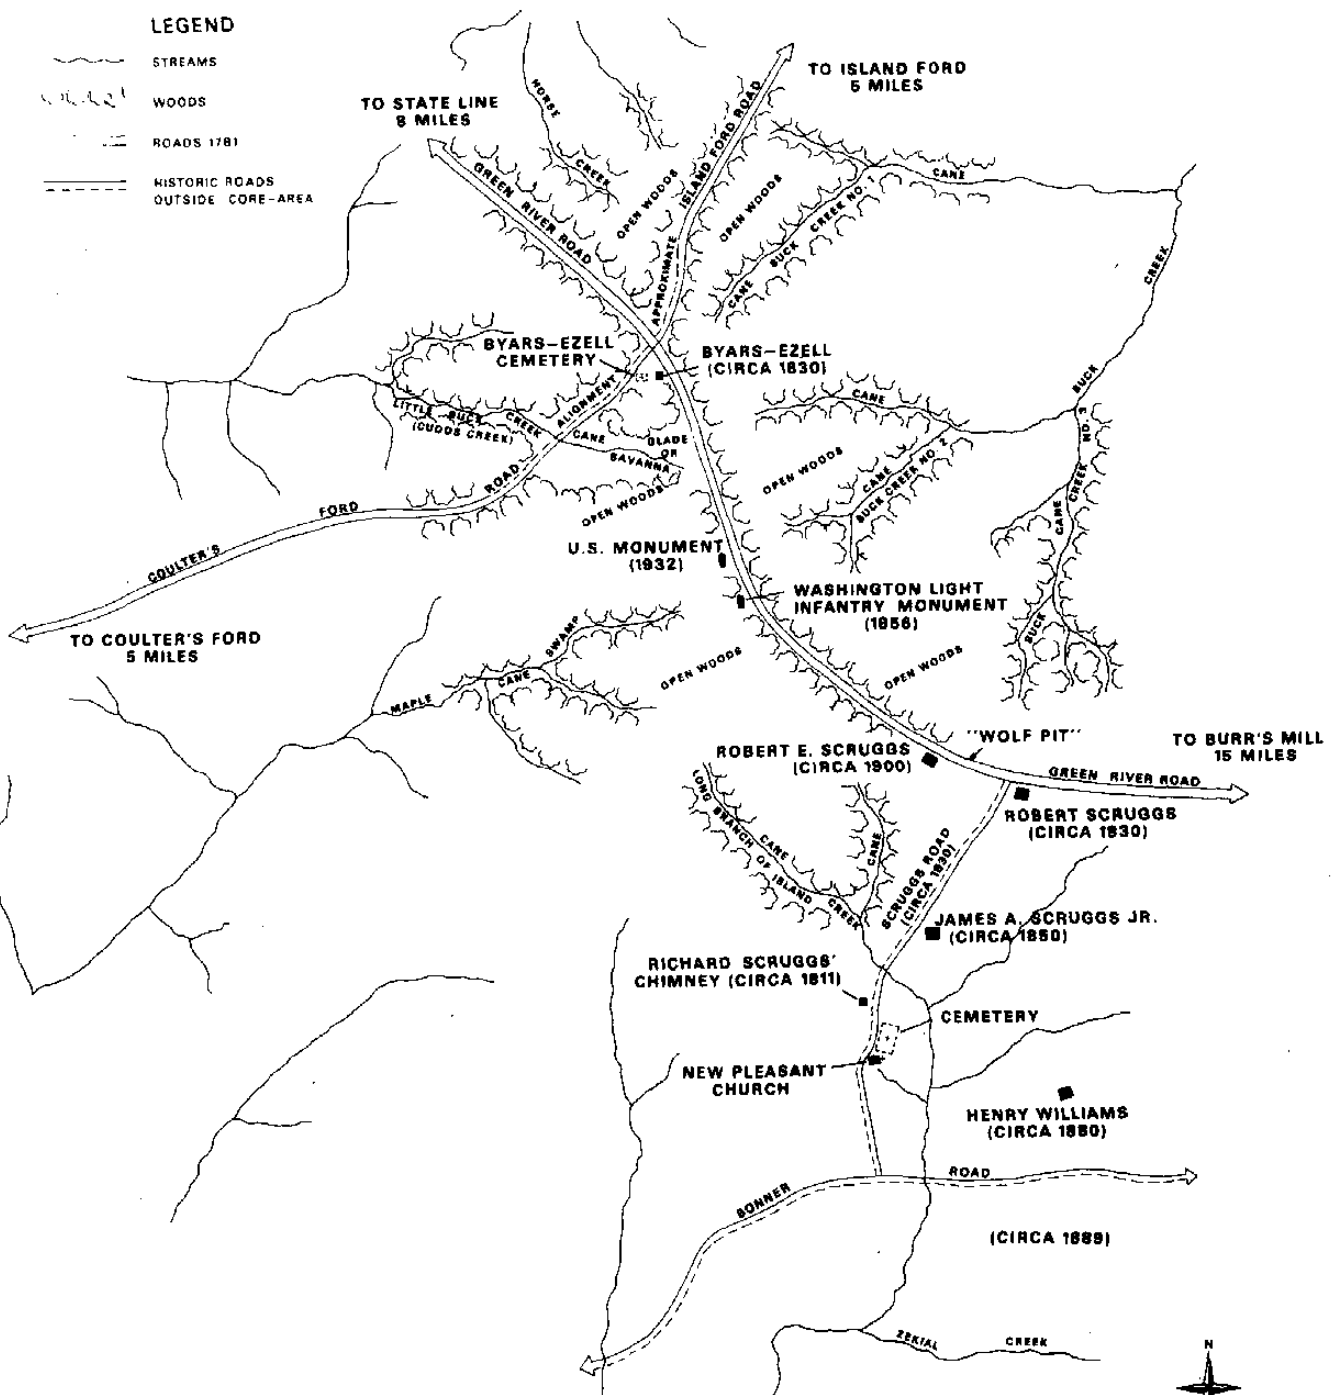 LEGEND
STREAMS
WOODS
ROADS 1781
HISTORIC ROADS
OUTSIDE CORE-AREA
TO ISLAND FORD
5 MILES
TO STATE LINE
8 MILES
HORSE
CREEK
GREEN RIVER ROAD
OPEN WOODS
APPROXIMATE
ISLAND FORD ROAD
OPEN WOODS
CANE
CANE BUCK CREEK NO. 1
CREEK
BUCK
BYARS-EZELL
CEMETERY
BYARS-EZELL
(CIRCA 1830)
LITTLE BUCK CREEK
(CUDDS CREEK)
ALIGNMENT
CANE
GLADE OR
SAVANNA
CANE
OPEN WOODS
CANE
BUCK CREEK NO. 2
NO. 3
CREEK
CANE
BUCK
ROAD
FORD
COULTER'S
OPEN WOODS
U.S. MONUMENT
(1932)
WASHINGTON LIGHT
INFANTRY MONUMENT
(1856)
TO COULTER'S FORD
5 MILES
MAPLE
CANE
SWAMP
OPEN WOODS
OPEN WOODS
"WOLF PIT"
ROBERT E. SCRUGGS
(CIRCA 1900)
TO BURR'S MILL
15 MILES
GREEN RIVER ROAD
ROBERT SCRUGGS
(CIRCA 1830)
CANE
LONG BRANCH OF ISLAND CREEK
CANE
SCRUGGS ROAD
(CIRCA 1830)
JAMES A. SCRUGGS JR.
(CIRCA 1850)
RICHARD SCRUGGS'
CHIMNEY (CIRCA 1811)
CEMETERY
NEW PLEASANT
CHURCH
HENRY WILLIAMS
(CIRCA 1880)
BONNER
ROAD
(CIRCA 1889)
ZEKIAL CREEK
N